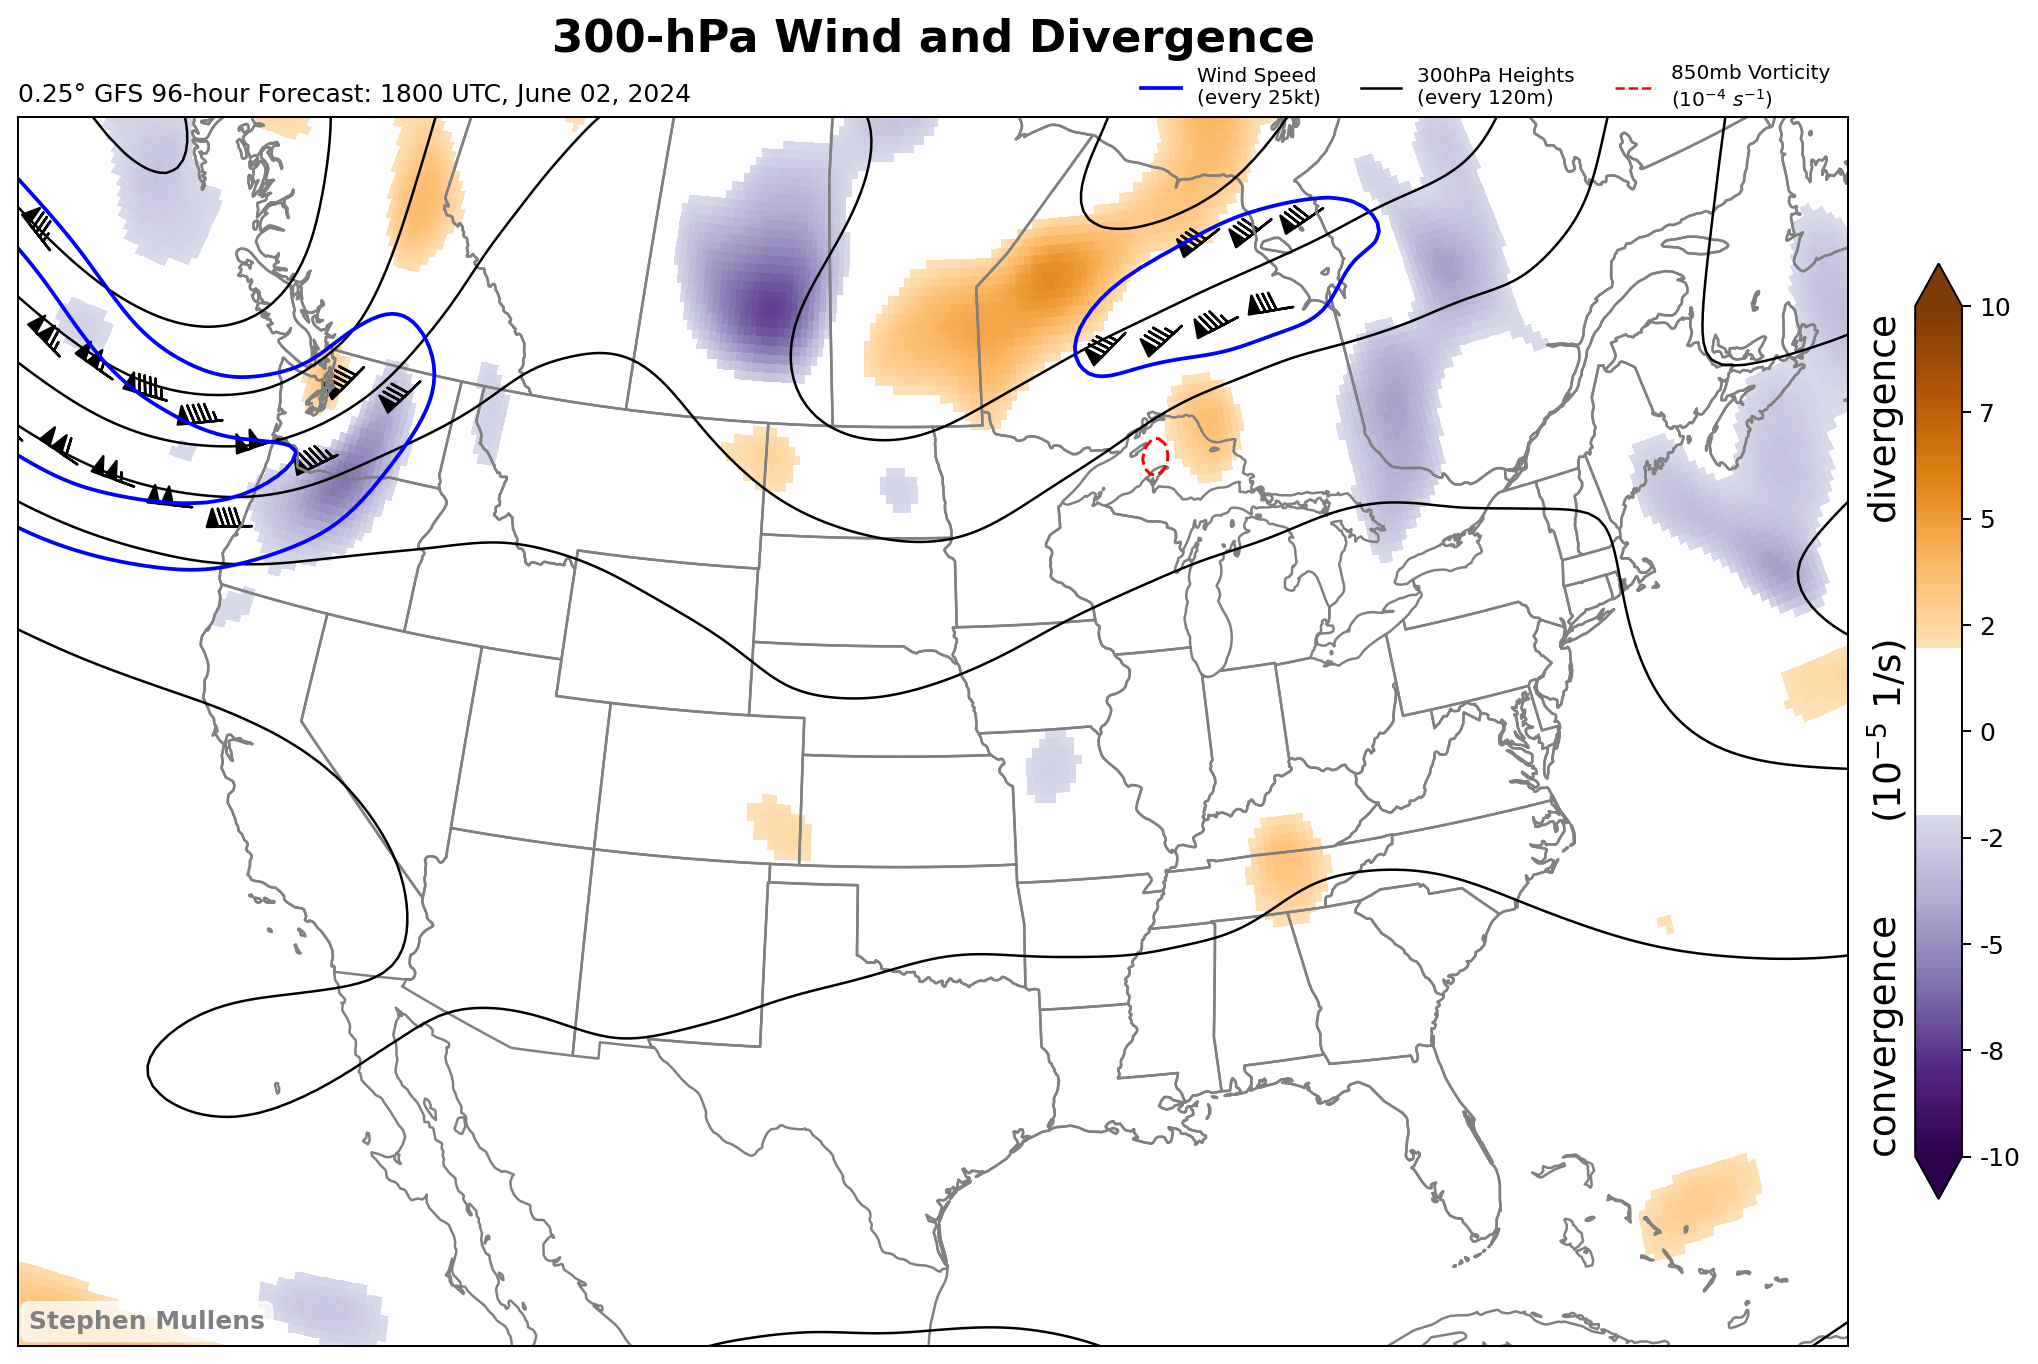 300-hPa Wind and Divergence
0.25° GFS 96-hour Forecast: 1800 UTC, June 02, 2024
Wind Speed
(every 25kt)
300hPa Heights
(every 120m)
850mb Vorticity
(10⁻⁴ s⁻¹)
10
7
5
2
0
-2
-5
-8
-10
convergence (10⁻⁵ 1/s) divergence
Stephen Mullens